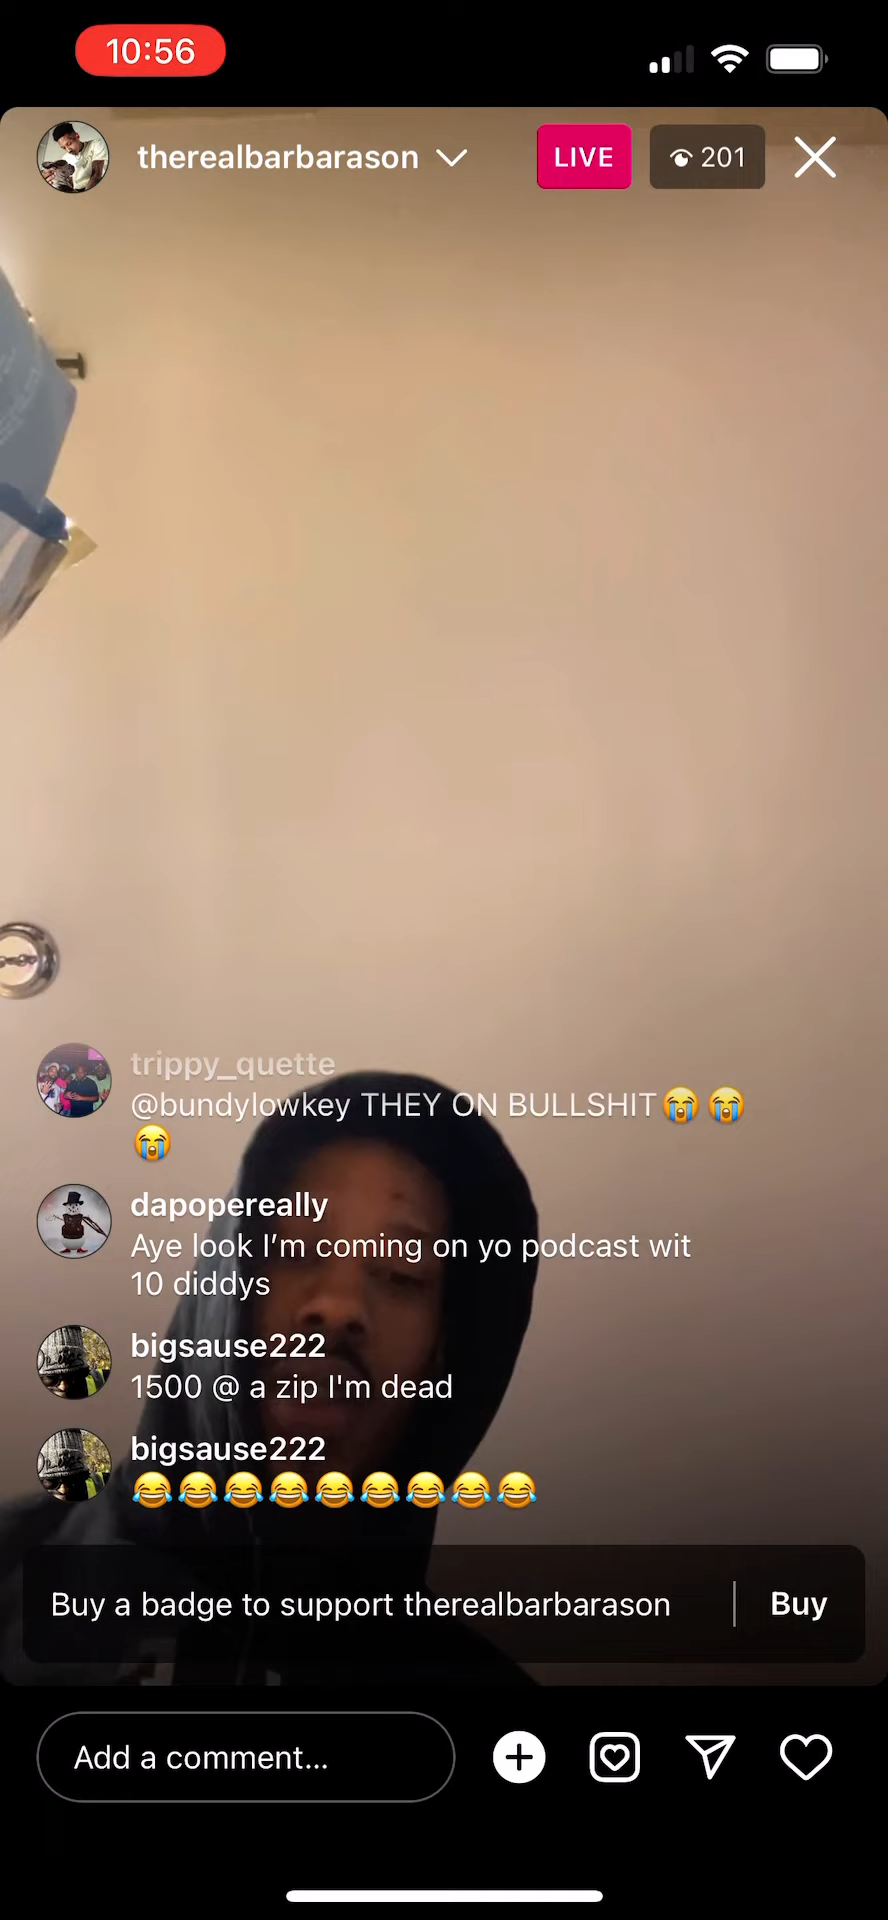 10:56
therealbarbarason
LIVE
201
trippy_quette
@bundylowkey THEY ON BULLSHIT😭😭
😭
dapopereally
Aye look I’m coming on yo podcast wit
10 diddys
bigsause222
1500 @ a zip I'm dead
bigsause222
😂😂😂😂😂😂😂😂😂
Buy a badge to support therealbarbarason | Buy
Add a comment...